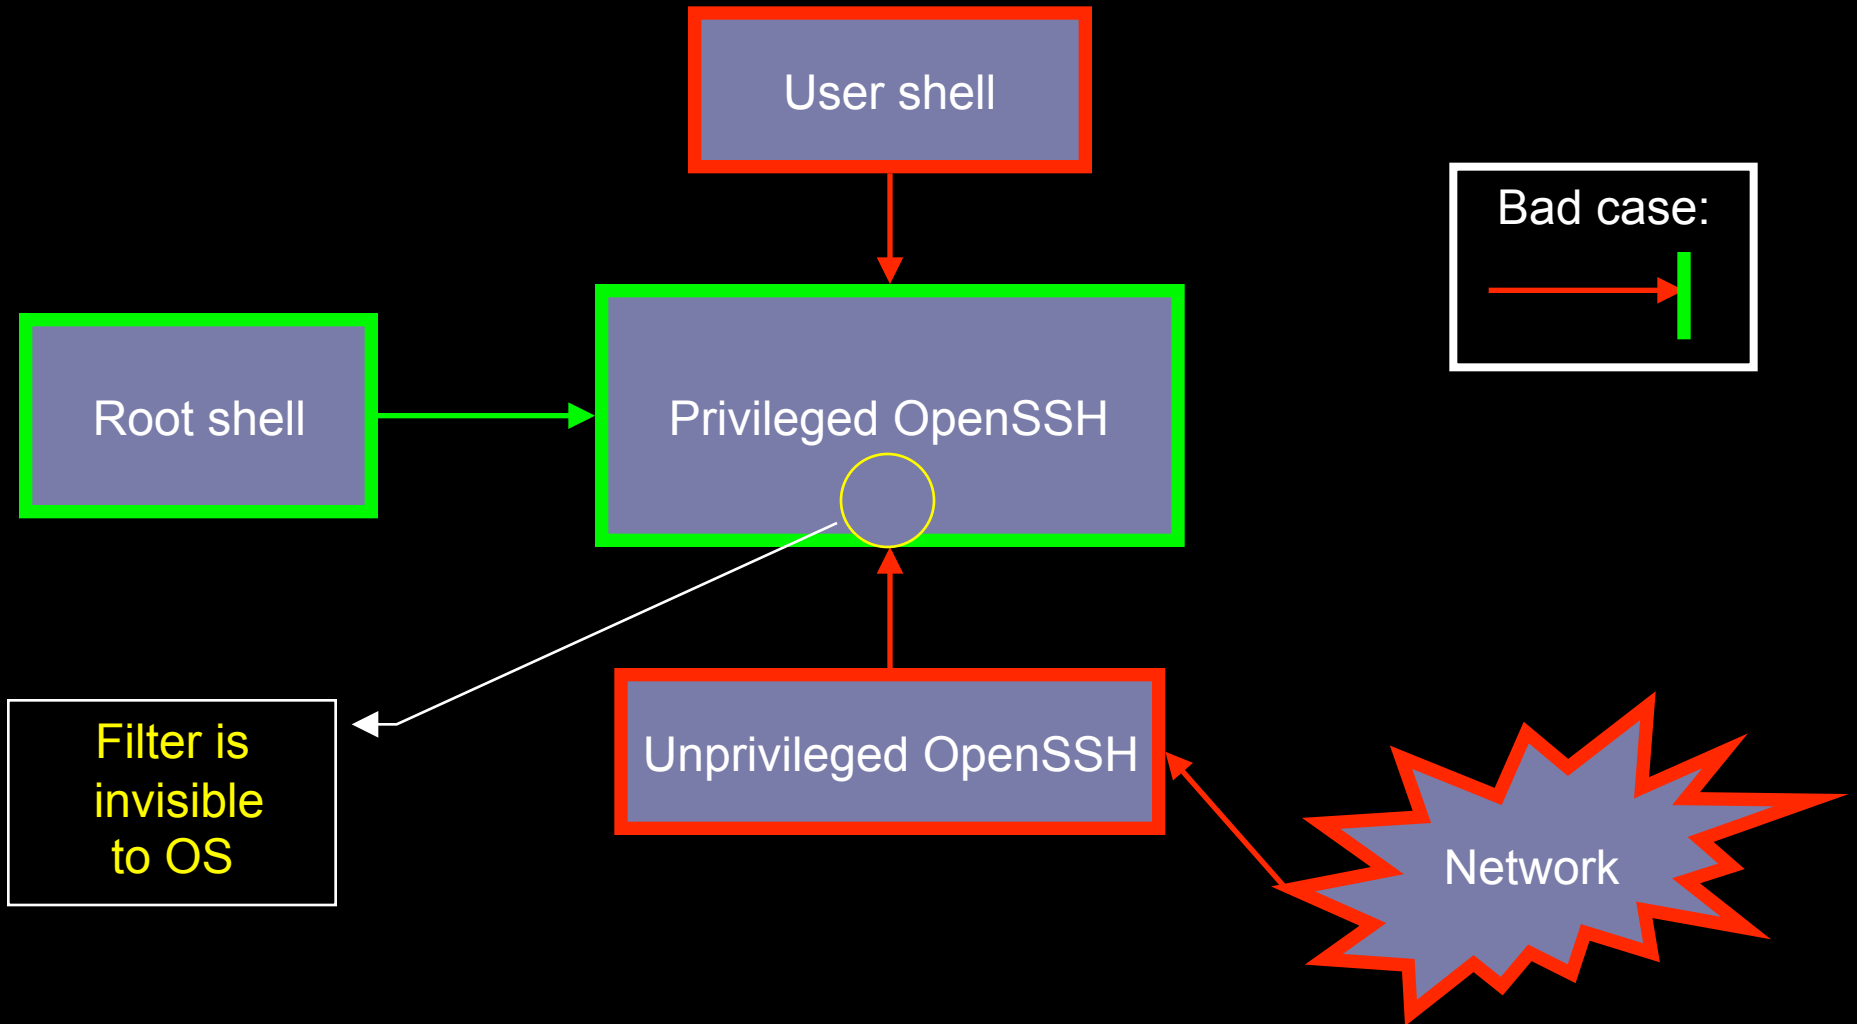 User shell
Bad case:
Root shell
Privileged OpenSSH
Filter is
invisible
to OS
Unprivileged OpenSSH
Network